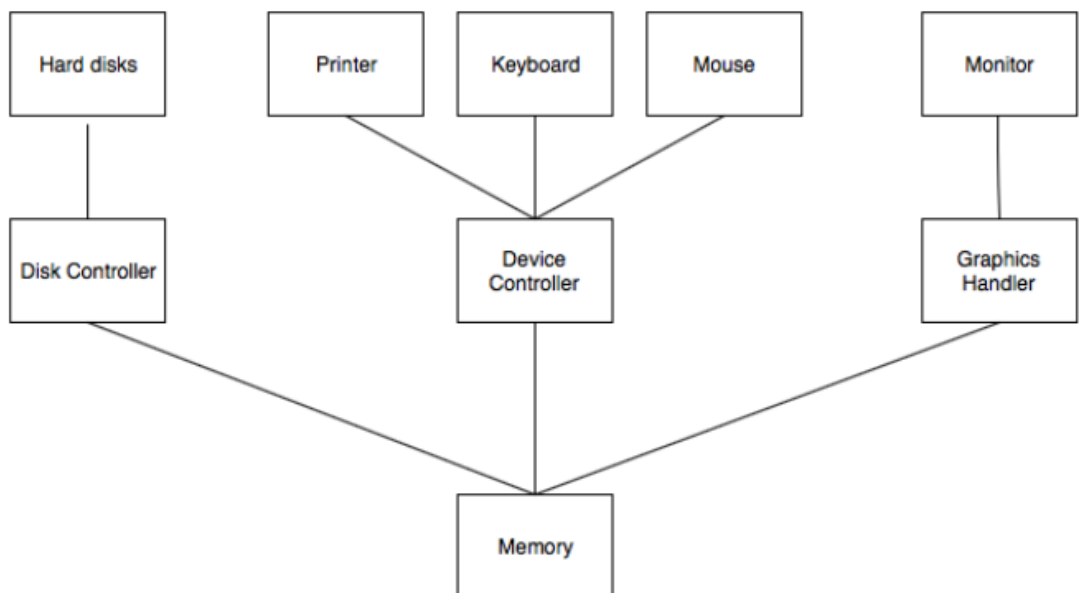 Hard disks
Printer
Keyboard
Mouse
Monitor
Disk Controller
Device
Controller
Graphics
Handler
Memory